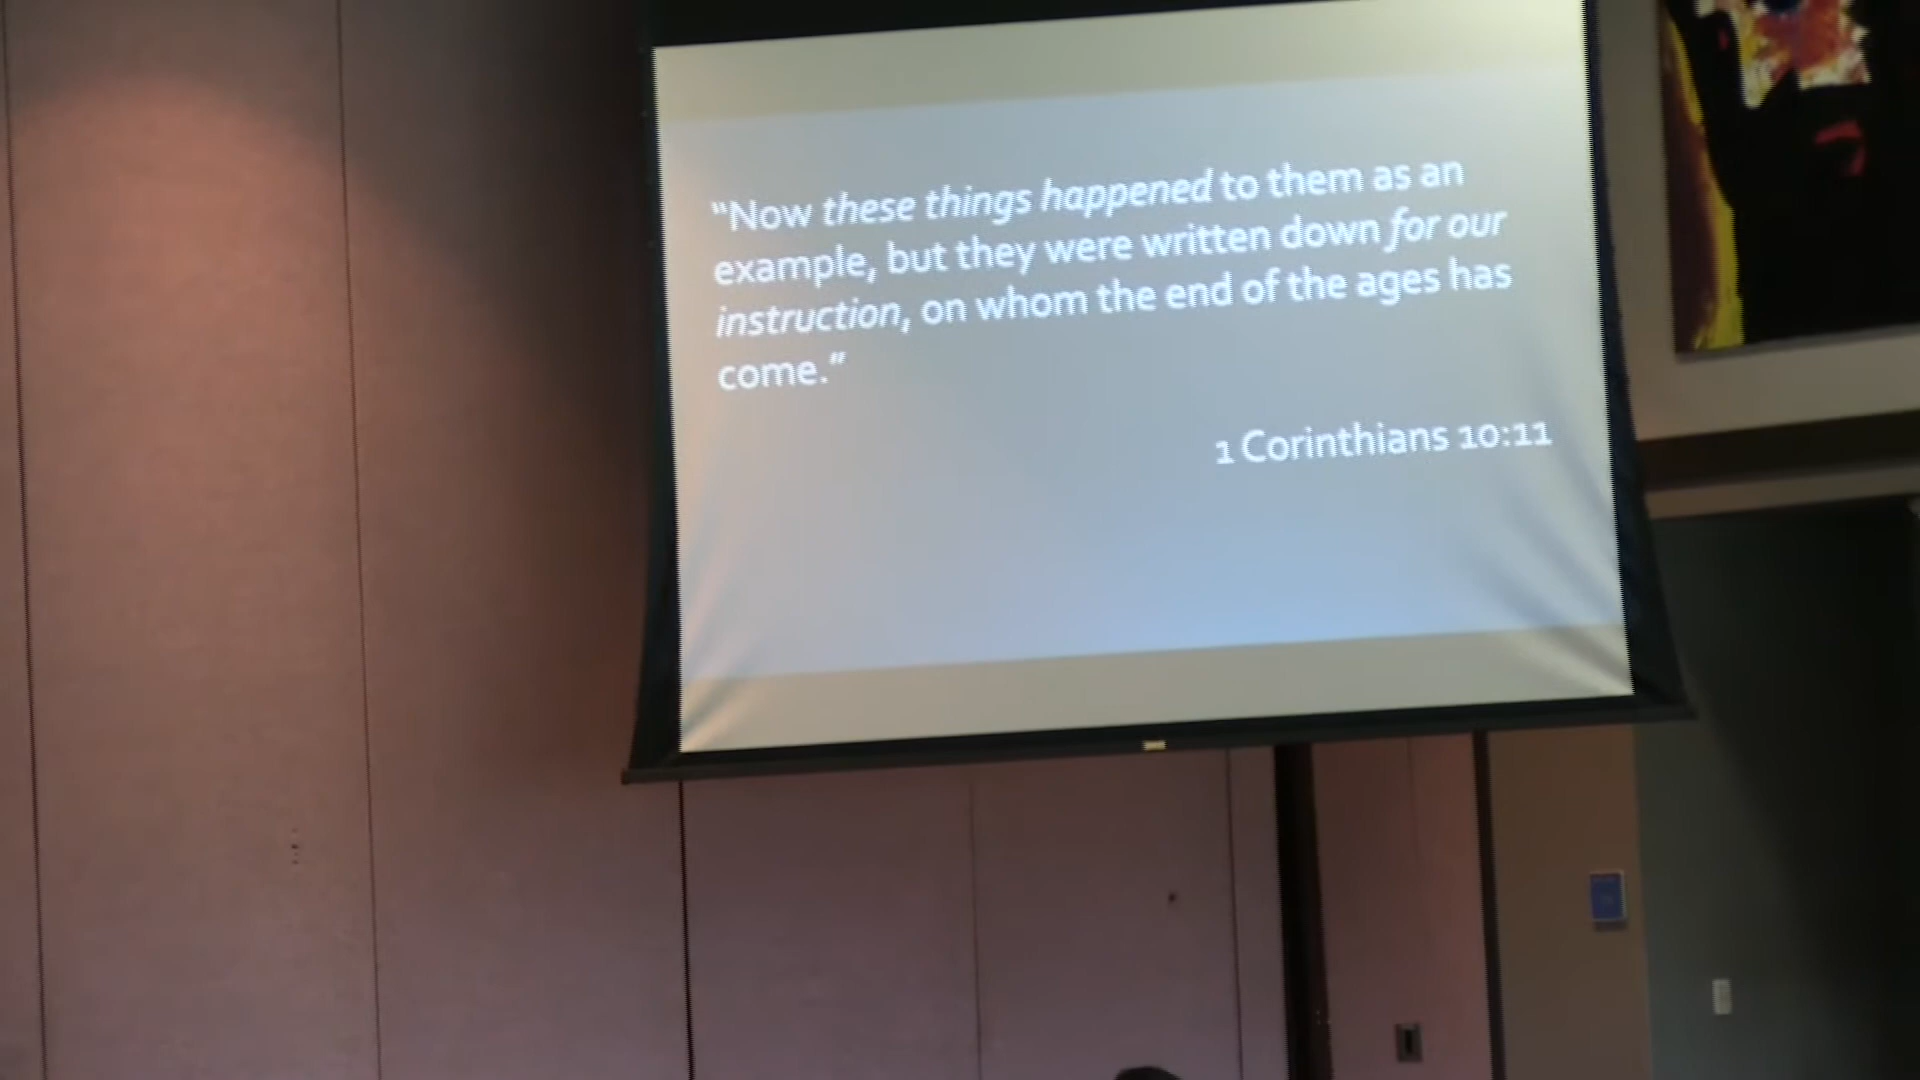 “Now these things happened to them as an
example, but they were written down for our
instruction, on whom the end of the ages has
come.”
1 Corinthians 10:11